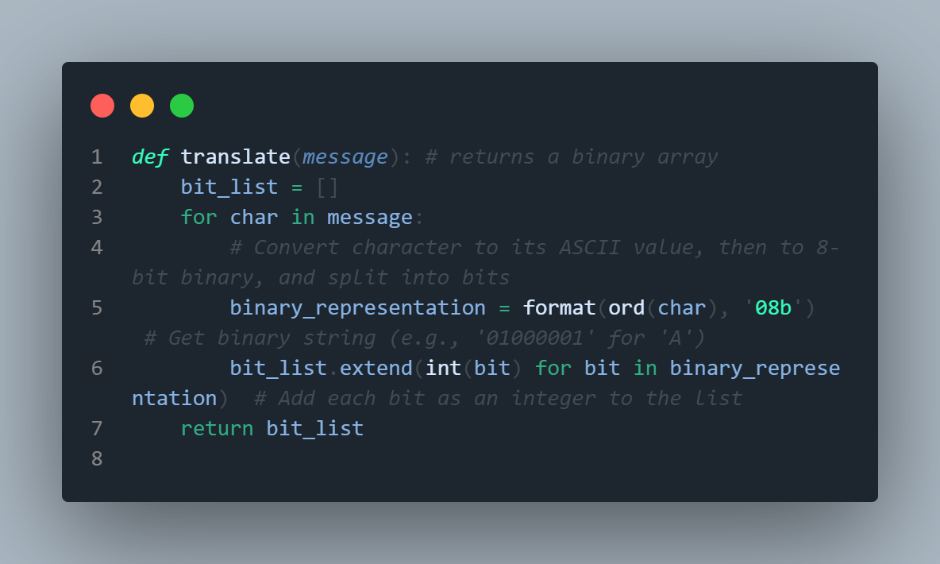 1 def translate(message): # returns a binary array
2     bit_list = []
3     for char in message:
4         # Convert character to its ASCII value, then to 8-
bit binary, and split into bits
5         binary_representation = format(ord(char), '08b')
 # Get binary string (e.g., '01000001' for 'A')
6         bit_list.extend(int(bit) for bit in binary_represe
ntation)  # Add each bit as an integer to the list
7     return bit_list
8